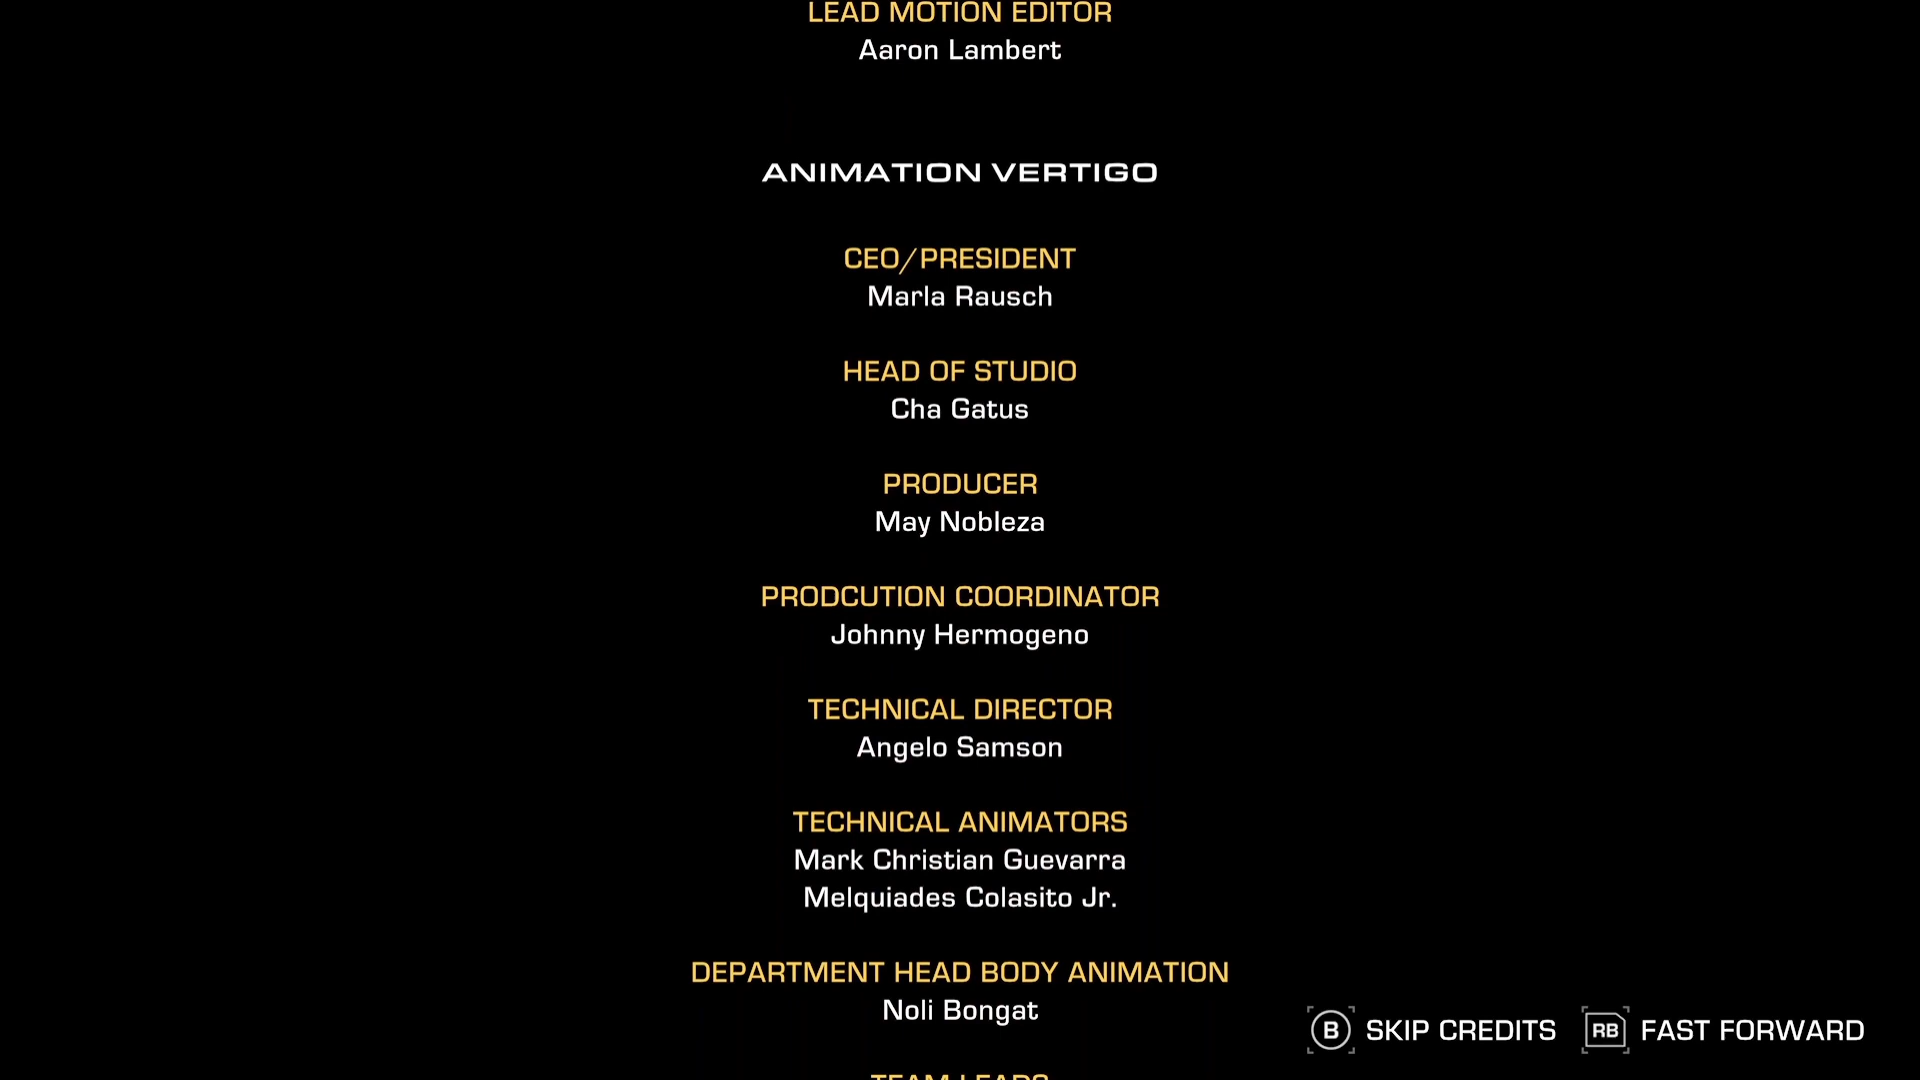 LEAD MOTION EDITOR
Aaron Lambert
ANIMATION VERTIGO
CEO/PRESIDENT
Marla Rausch
HEAD OF STUDIO
Cha Gatus
PRODUCER
May Nobleza
PRODCUTION COORDINATOR
Johnny Hermogeno
TECHNICAL DIRECTOR
Angelo Samson
TECHNICAL ANIMATORS
Mark Christian Guevarra
Melquiades Colasito Jr.
DEPARTMENT HEAD BODY ANIMATION
Noli Bongat
B SKIP CREDITS RB FAST FORWARD
TEAM LEADS